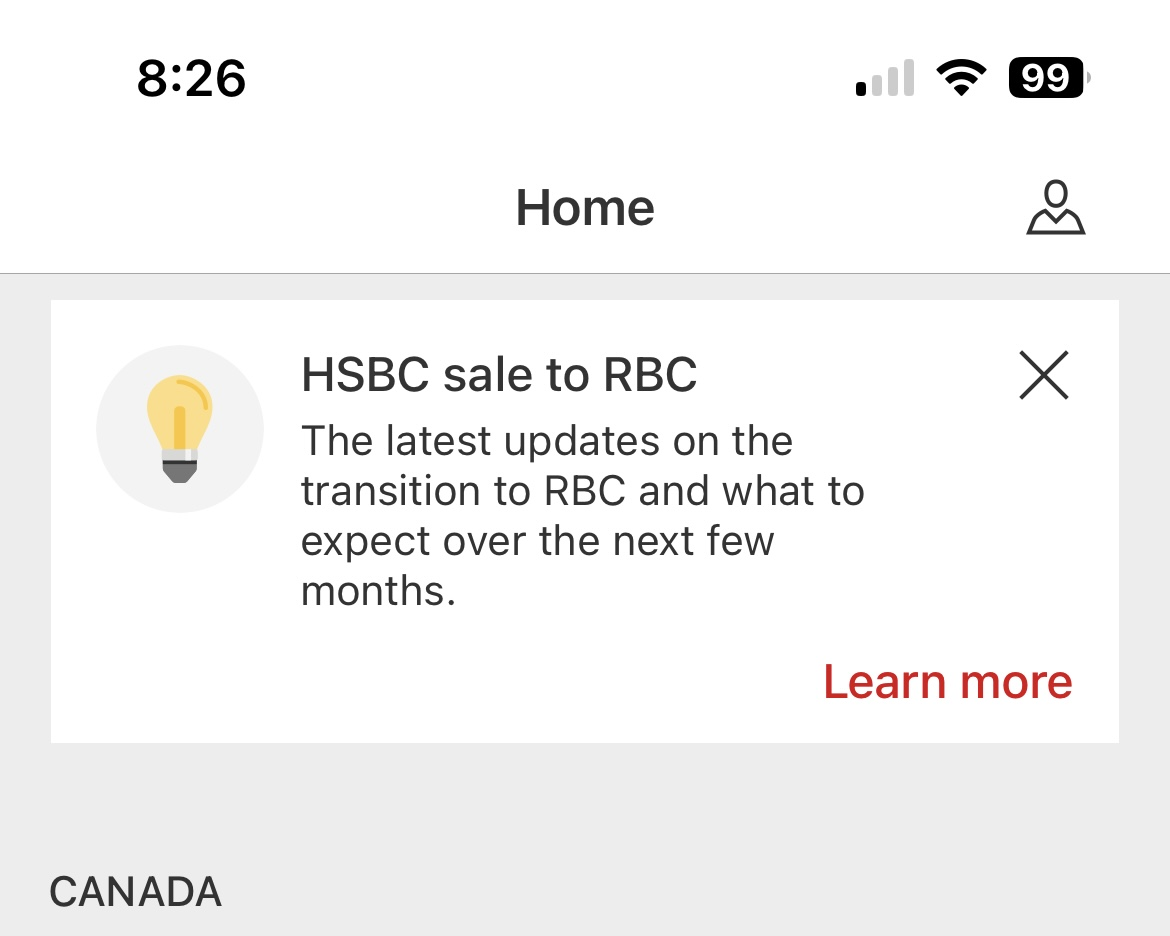 8:26
99
Home
HSBC sale to RBC
The latest updates on the
transition to RBC and what to
expect over the next few
months.
Learn more
CANADA